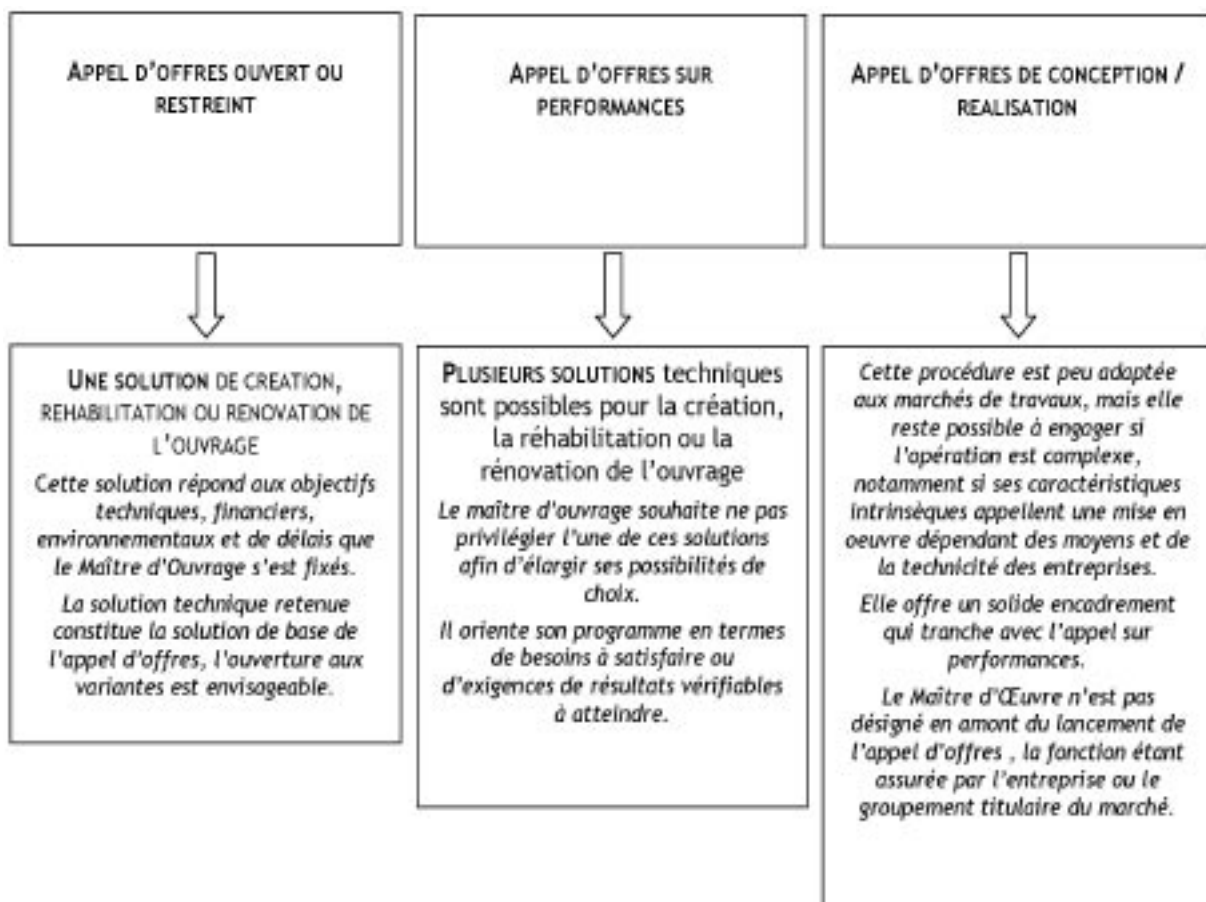 APPEL D'OFFRES OUVERT OU
RESTREINT
APPEL D'OFFRES SUR
PERFORMANCES
APPEL D'OFFRES DE CONCEPTION /
REALISATION
UNE SOLUTION DE CREATION,
REHABILITATION OU RENOVATION DE
L'OUVRAGE
Cette solution répond aux objectifs
techniques, financiers,
environnementaux et de délais que
le Maître d'Ouvrage s'est fixés.
La solution technique retenue
constitue la solution de base de
l'appel d'offres, l'ouverture aux
variantes est envisageable.
PLUSIEURS SOLUTIONS techniques
sont possibles pour la création,
la réhabilitation ou la
rénovation de l'ouvrage
Le maître d'ouvrage souhaite ne pas
privilégier l'une de ces solutions
afin d'élargir ses possibilités de
choix.
Il oriente son programme en termes
de besoins à satisfaire ou
d'exigences de résultats vérifiables
à atteindre.
Cette procédure est peu adaptée
aux marchés de travaux, mais elle
reste possible à engager si
l'opération est complexe,
notamment si ses caractéristiques
intrinsèques appellent une mise en
oeuvre dépendant des moyens et de
la technicité des entreprises.
Elle offre un solide encadrement
qui tranche avec l'appel sur
performances.
Le Maître d'Œuvre n'est pas
désigné en amont du lancement de
l'appel d'offres , la fonction étant
assurée par l'entreprise ou le
groupement titulaire du marché.